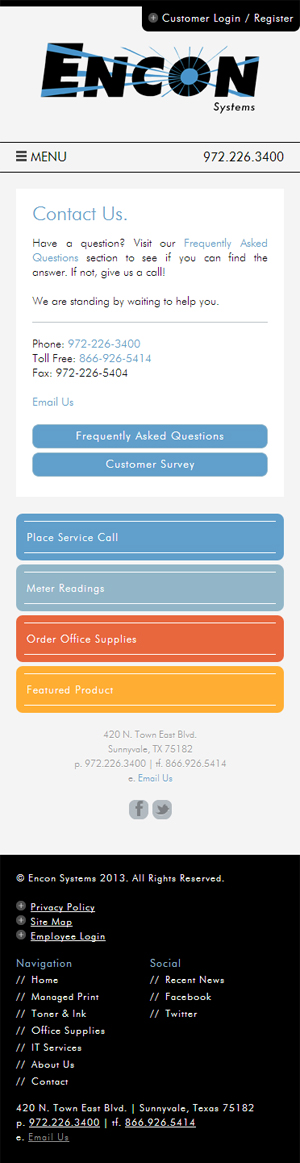 Customer Login / Register
ENCON
Systems
MENU
972.226.3400
Contact Us.
Have a question? Visit our Frequently Asked
Questions section to see if you can find the
answer. If not, give us a call!
We are standing by waiting to help you.
Phone: 972-226-3400
Toll Free: 866-926-5414
Fax: 972-226-5404
Email Us
Frequently Asked Questions
Customer Survey
Place Service Call
Meter Readings
Order Office Supplies
Featured Product
420 N. Town East Blvd.
Sunnyvale, TX 75182
p. 972.226.3400 | tf. 866.926.5414
e. Email Us
© Encon Systems 2013. All Rights Reserved.
Privacy Policy
Site Map
Employee Login
Navigation
// Home
// Managed Print
// Toner & Ink
// Office Supplies
// IT Services
// About Us
// Contact
Social
// Recent News
// Facebook
// Twitter
420 N. Town East Blvd. | Sunnyvale, Texas 75182
p. 972.226.3400 | tf. 866.926.5414
e. Email Us